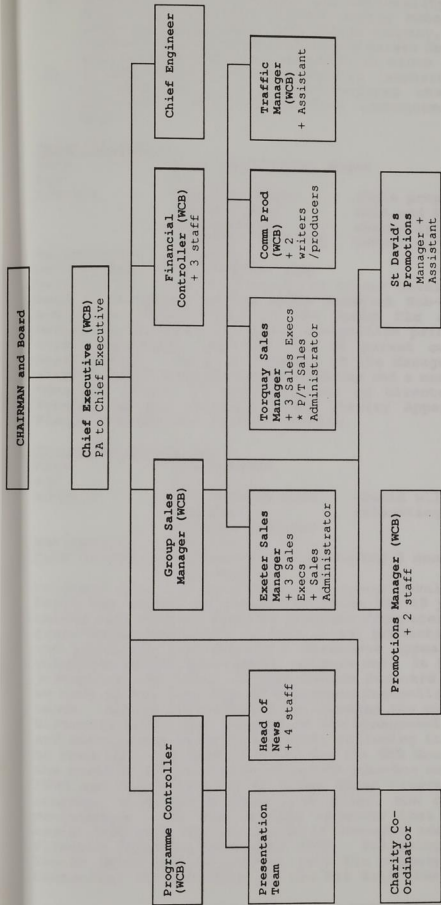 CHAIRMAN and Board
Chief Executive (WCB)
PA to Chief Executive
Programme Controller
(WCB)
Group Sales
Manager (WCB)
Financial
Controller (WCB)
+ 3 staff
Chief Engineer
Presentation
Team
Head of
News
+ 4 staff
Exeter Sales
Manager
+ 3 Sales
Execs
+ Sales
Administrator
Torquay Sales
Manager
+ 3 Sales Execs
* P/T Sales
Administrator
Comm Prod
(WCB)
+ 2
writers
/producers
Traffic
Manager
(WCB)
+ Assistant
Charity Co-
Ordinator
Promotions Manager (WCB)
+ 2 staff
St David's
Promotions
Manager +
Assistant